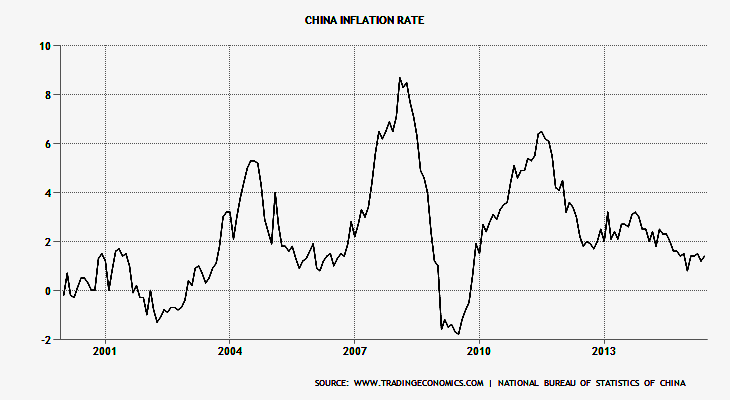 CHINA INFLATION RATE
10
8
6
4
2
0
-2
2001 2004 2007 2010 2013
SOURCE: WWW.TRADINGECONOMICS.COM | NATIONAL BUREAU OF STATISTICS OF CHINA